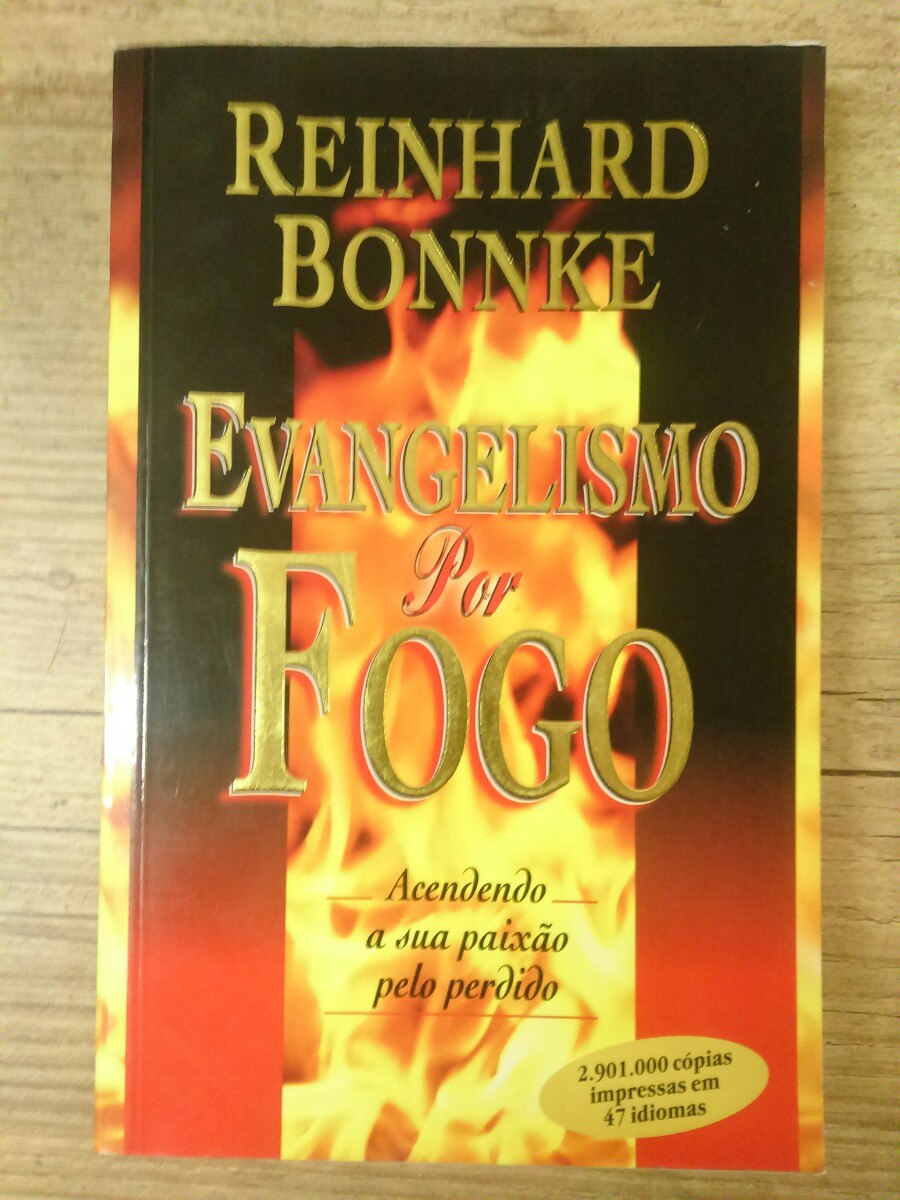 REINHARD
BONNKE
EVANGELISMO
Por
FOGO
Acendendo
a sua paixão
pelo perdido
2.901.000 cópias
impressas em
47 idiomas